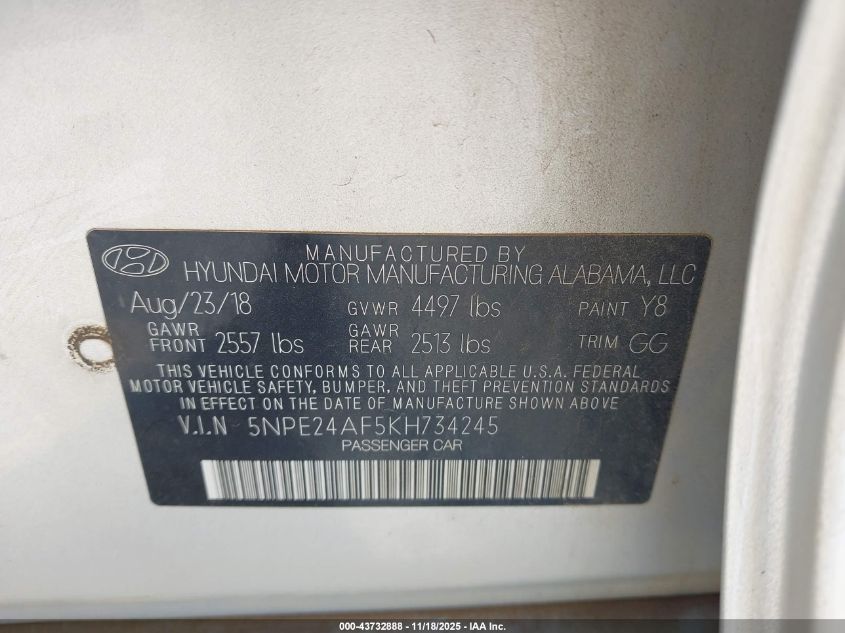 MANUFACTURED BY
HYUNDAI MOTOR MANUFACTURING ALABAMA, LLC
Aug/23/18 GVWR 4497 lbs PAINT Y8
GAWR FRONT 2557 lbs GAWR REAR 2513 lbs TRIM GG
THIS VEHICLE CONFORMS TO ALL APPLICABLE U.S.A. FEDERAL
MOTOR VEHICLE SAFETY, BUMPER, AND THEFT PREVENTION STANDARDS
IN EFFECT ON THE DATE OF MANUFACTURE SHOWN ABOVE
V.I.N 5NPE24AF5KH734245
PASSENGER CAR
000-43732888 - 11/18/2025 - IAA Inc.